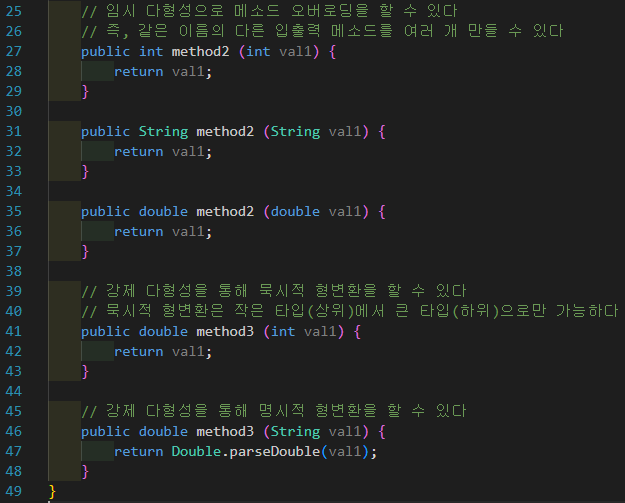 25 // 임시 다형성으로 메소드 오버로딩을 할 수 있다
26 // 즉, 같은 이름의 다른 입출력 메소드를 여러 개 만들 수 있다
27 public int method2 (int val1) {
28 return val1;
29 }
30
31 public String method2 (String val1) {
32 return val1;
33 }
34
35 public double method2 (double val1) {
36 return val1;
37 }
38
39 // 강제 다형성을 통해 묵시적 형변환을 할 수 있다
40 // 묵시적 형변환은 작은 타입(상위)에서 큰 타입(하위)으로만 가능하다
41 public double method3 (int val1) {
42 return val1;
43 }
44
45 // 강제 다형성을 통해 명시적 형변환을 할 수 있다
46 public double method3 (String val1) {
47 return Double.parseDouble(val1);
48 }
49 }